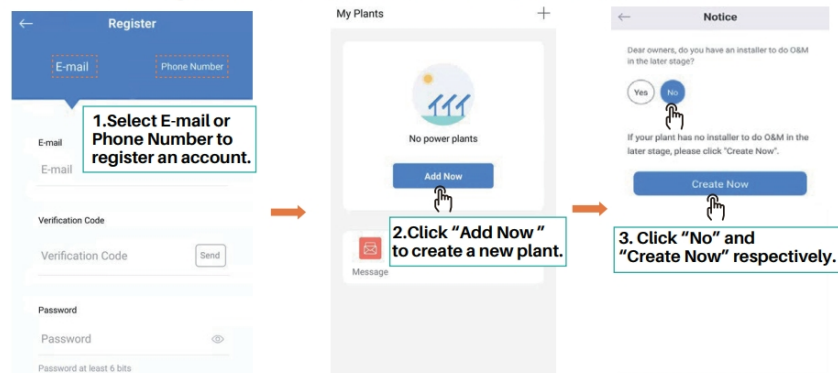 Register
E-mail
Phone Number
1.Select E-mail or
Phone Number to
register an account.
E-mail
E-mail
Verification Code
Verification Code
Send
Password
Password
Password at least 6 bits
My Plants
No power plants
Add Now
2.Click “Add Now ”
to create a new plant.
Message
Notice
Dear owners, do you have an installer to do O&M
in the later stage?
Yes
No
If your plant has no installer to do O&M in the
later stage, please click "Create Now".
Create Now
3. Click “No” and
“Create Now” respectively.